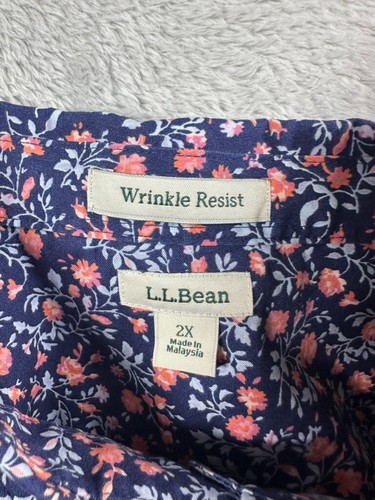 Wrinkle Resist
L.L.Bean
2X
Made In
Malaysia